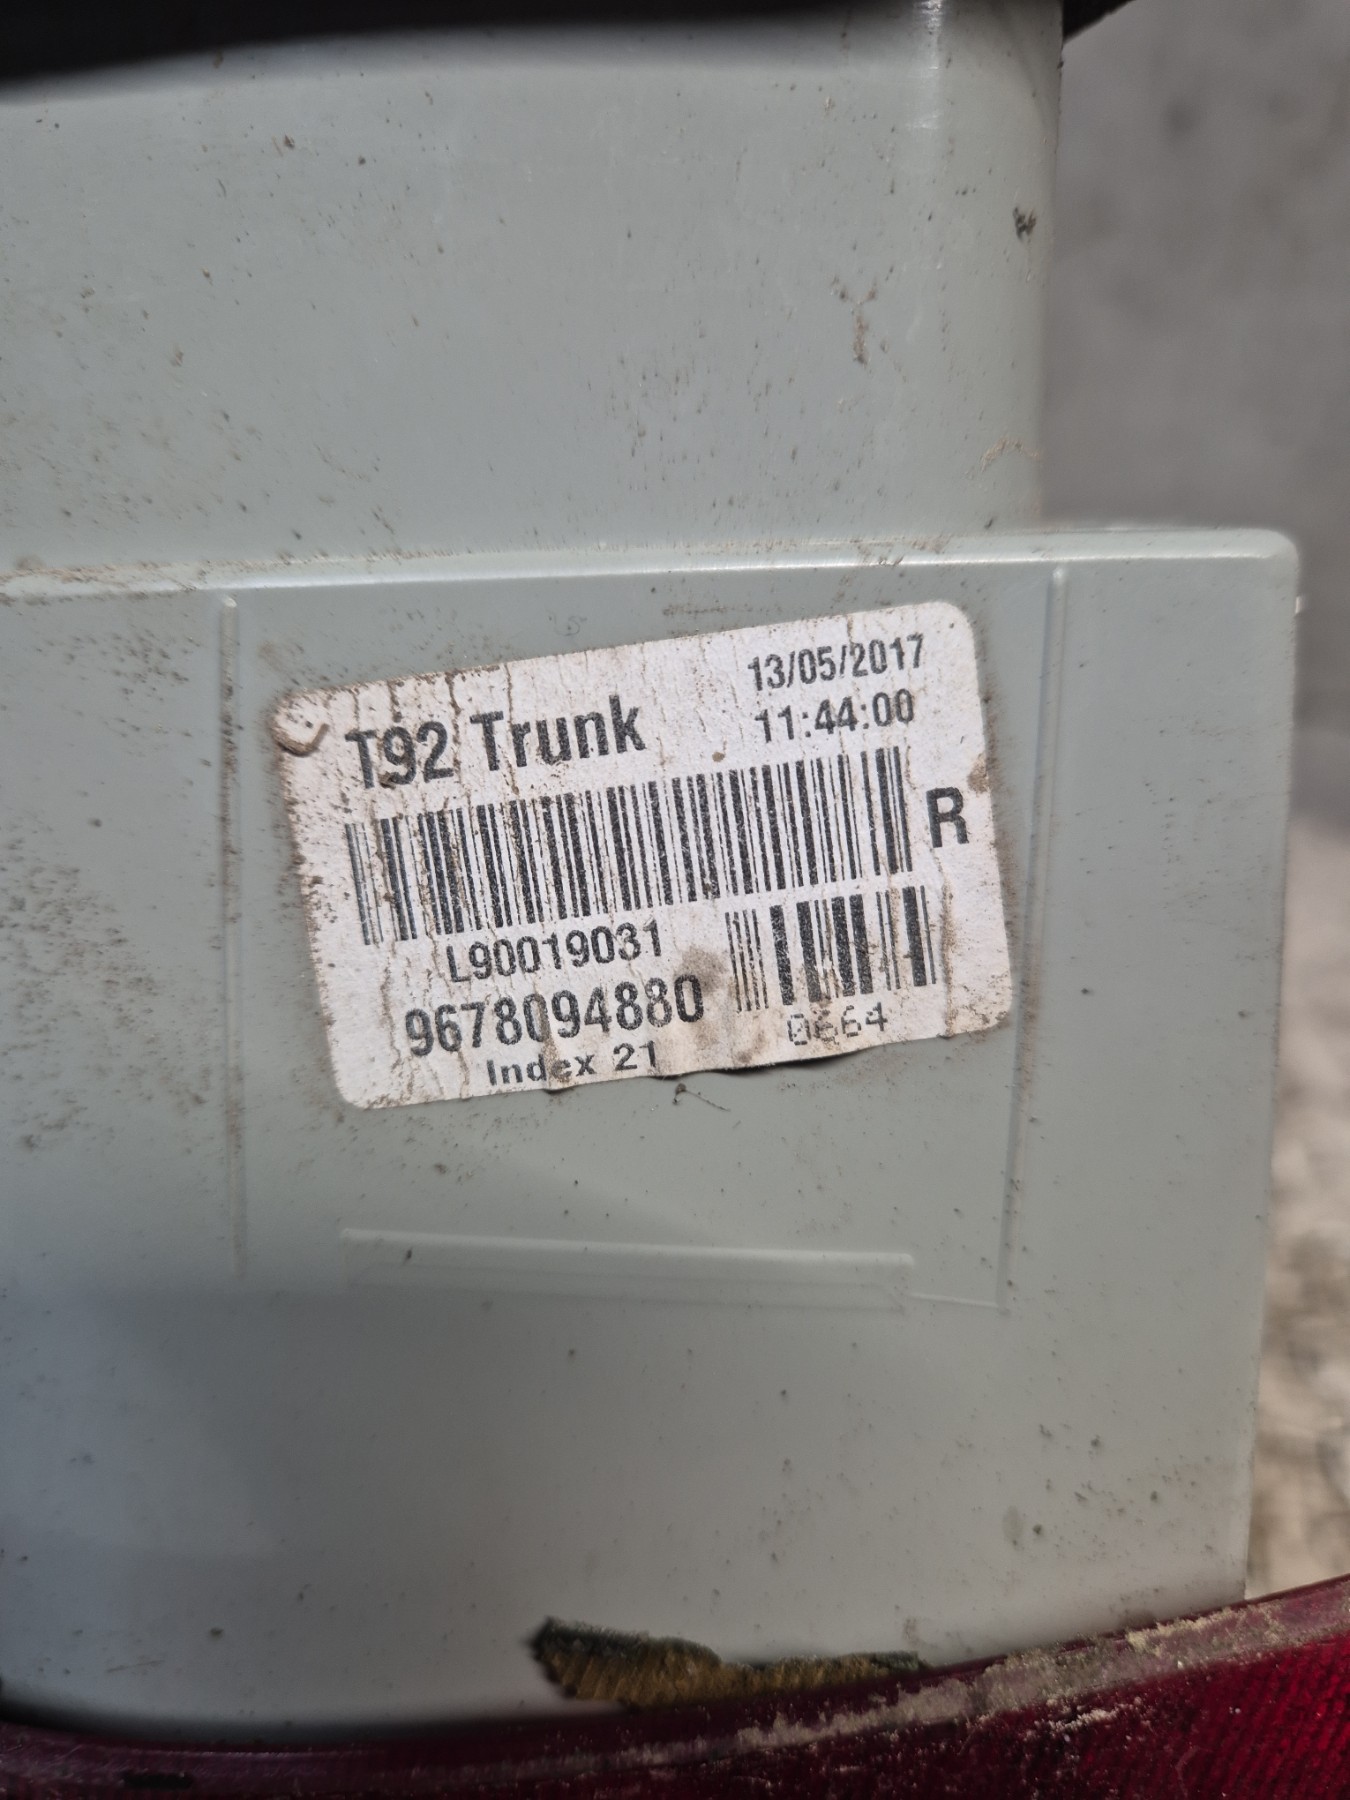 T92 Trunk
13/05/2017
11:44:00
R
L90019031
9678094880
Index 21
0664